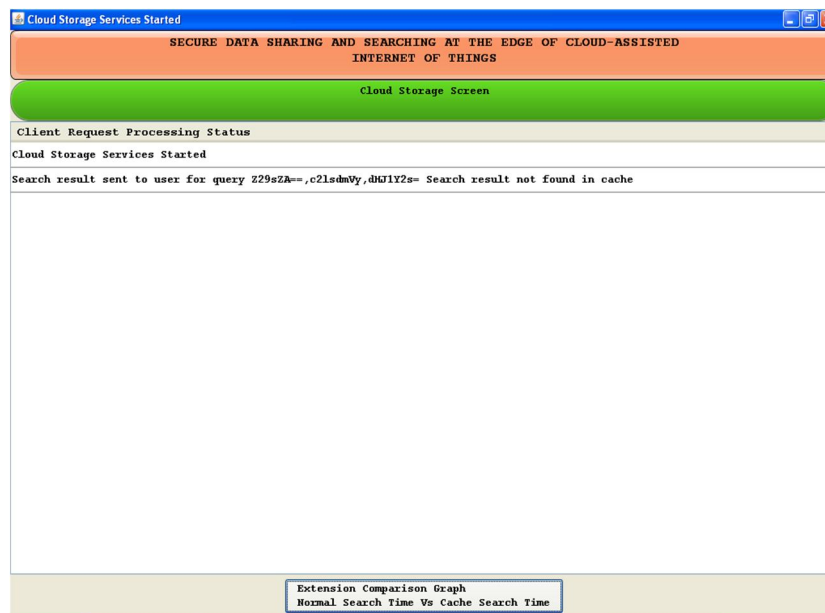 Cloud Storage Services Started
SECURE DATA SHARING AND SEARCHING AT THE EDGE OF CLOUD-ASSISTED
INTERNET OF THINGS
Cloud Storage Screen
Client Request Processing Status
Cloud Storage Services Started
Search result sent to user for query Z29sZA==,c2lsdmVy,dHJ1Y2s= Search result not found in cache
Extension Comparison Graph
Normal Search Time Vs Cache Search Time